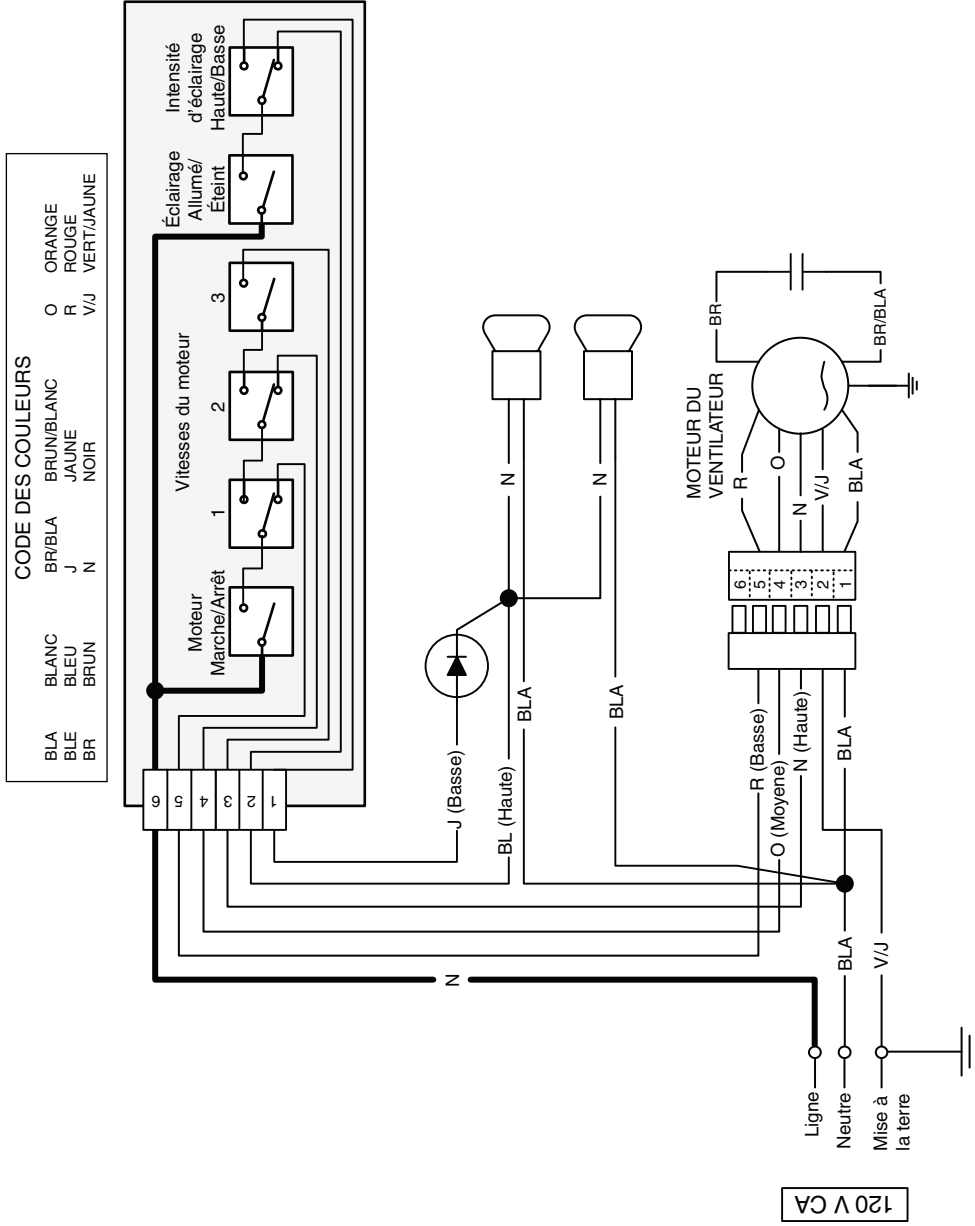 CODE DES COULEURS
BLA BLANC BR/BLA BRUN/BLANC O ORANGE
BLE BLEU J JAUNE R ROUGE
BR BRUN N NOIR V/J VERT/JAUNE
Moteur
Marche/Arrêt
Vitesses du moteur
1
2
3
Éclairage
Allumé/
Éteint
Intensité
d'éclairage
Haute/Basse
6
5
4
3
2
1
N
J (Basse)
BL (Haute)
BLA
BLA
N
N
R (Basse)
O (Moyene)
N (Haute)
BLA
6
5
4
3
2
1
R
O
N
V/J
BLA
MOTEUR DU
VENTILATEUR
BR
BR/BLA
BLA
V/J
Ligne
Neutre
Mise à
la terre
120 V CA